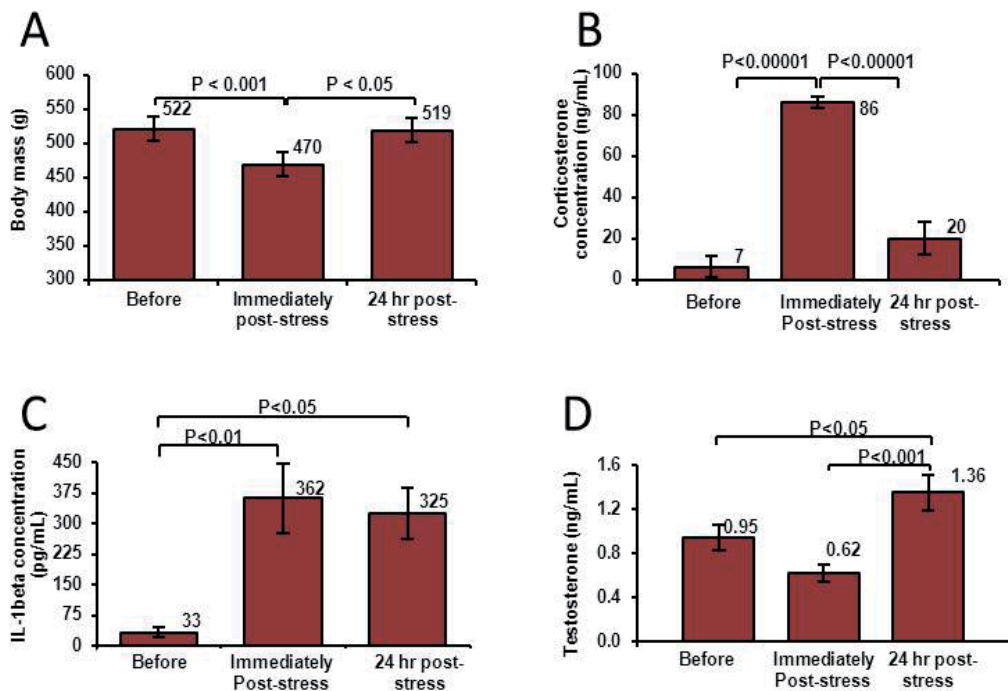 A
P < 0.001
P < 0.05
600
550
500
450
400
350
300
Body mass (g)
522
470
519
Before
Immediately
post-stress
24 hr post-
stress
B
P<0.00001
P<0.00001
100
80
60
40
20
0
Corticosterone
concentration (ng/mL)
7
86
20
Before
Immediately
Post-stress
24 hr post-
stress
C
P<0.05
P<0.01
450
375
300
225
150
75
0
IL-1beta concentration
(pg/mL)
33
362
325
Before
Immediately
Post-stress
24 hr post-
stress
D
P<0.05
P<0.001
1.6
1.2
0.8
0.4
0.0
Testosterone (ng/mL)
0.95
0.62
1.36
Before
Immediately
Post-stress
24 hr post-
stress